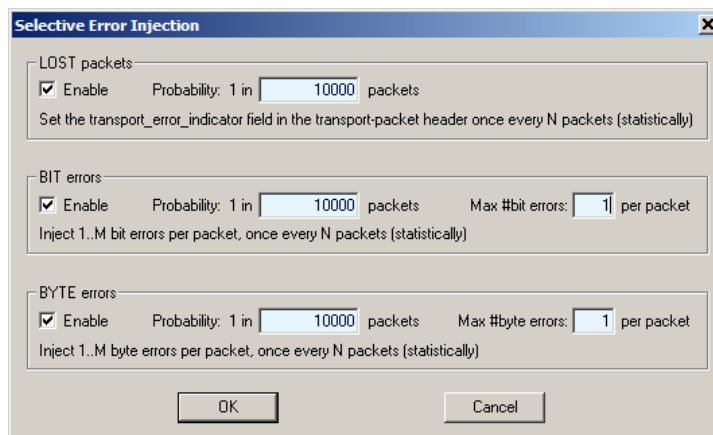 Selective Error Injection
LOST packets
Enable Probability: 1 in 10000 packets
Set the transport_error_indicator field in the transport-packet header once every N packets (statistically)
BIT errors
Enable Probability: 1 in 10000 packets Max #bit errors: 1 per packet
Inject 1..M bit errors per packet, once every N packets (statistically)
BYTE errors
Enable Probability: 1 in 10000 packets Max #byte errors: 1 per packet
Inject 1..M byte errors per packet, once every N packets (statistically)
OK Cancel